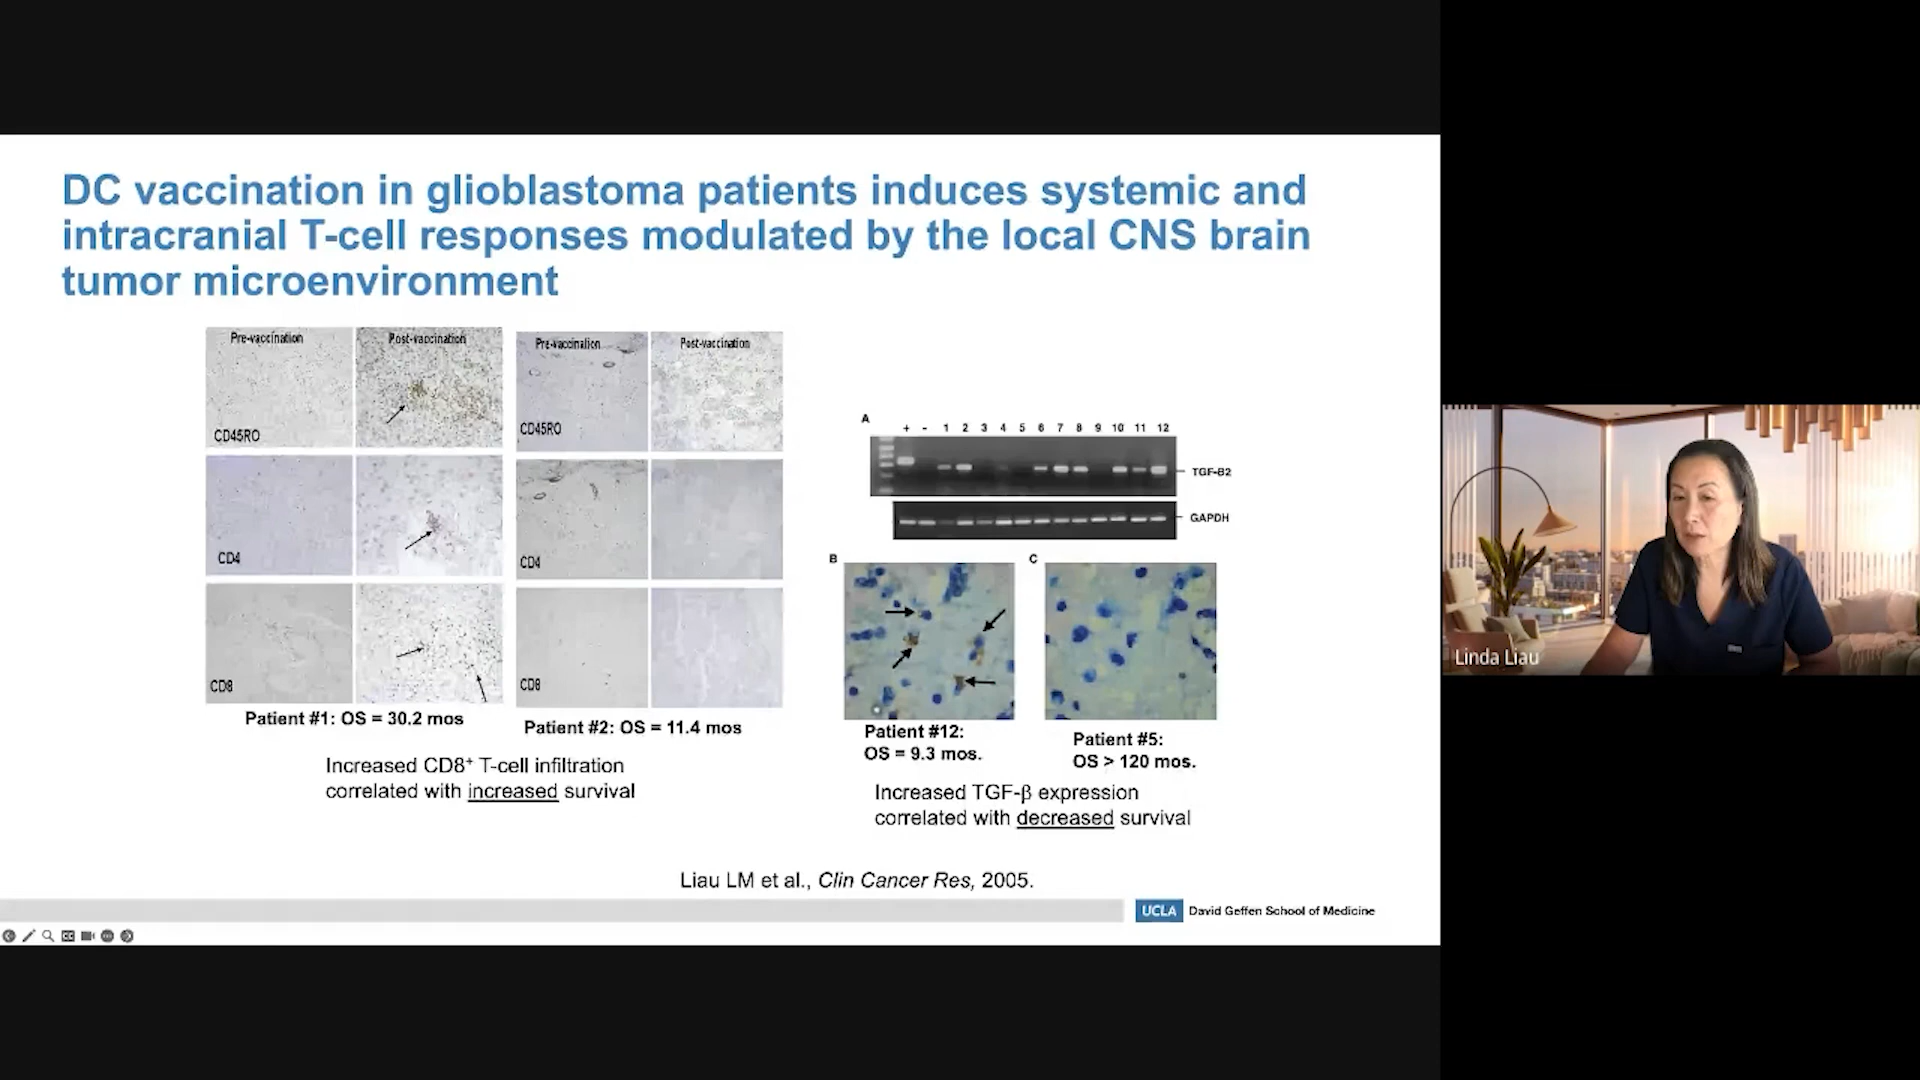 DC vaccination in glioblastoma patients induces systemic and
intracranial T-cell responses modulated by the local CNS brain
tumor microenvironment
Pre-vaccination
Post-vaccination
CD45RO
CD4
CD8
Patient #1: OS = 30.2 mos
Pre-vaccination
Post-vaccination
CD45RO
CD4
CD8
Patient #2: OS = 11.4 mos
Increased CD8+ T-cell infiltration
correlated with increased survival
A
+ - 1 2 3 4 5 6 7 8 9 10 11 12
TGF-B2
GAPDH
B
C
Patient #12:
OS = 9.3 mos.
Patient #5:
OS > 120 mos.
Increased TGF-β expression
correlated with decreased survival
Liau LM et al., Clin Cancer Res, 2005.
UCLA David Geffen School of Medicine
Linda Liau